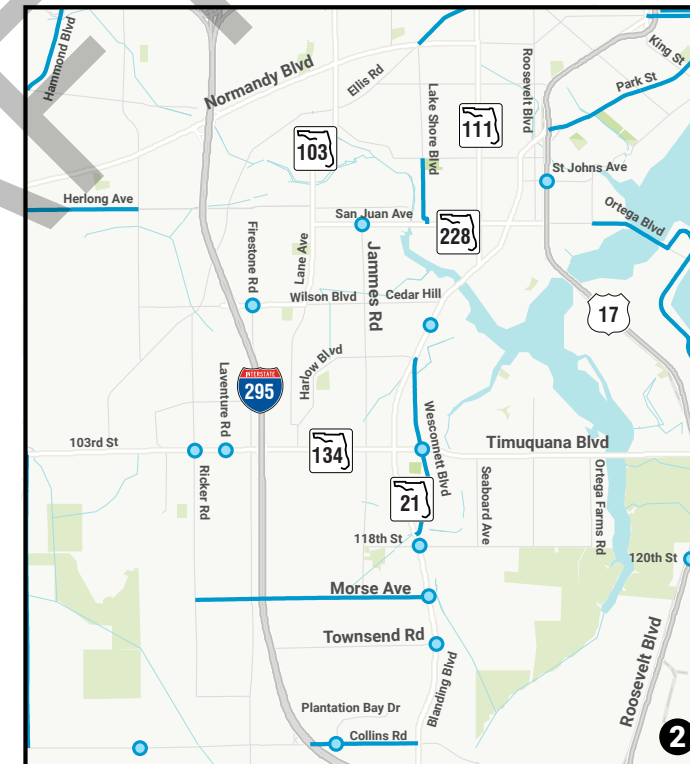 Hammond Blvd
King St
Normandy Blvd
Ellis Rd
Lake Shore Blvd
Roosevelt Blvd
Park St
111
103
St Johns Ave
Herlong Ave
San Juan Ave
Ortega Blvd
228
Firestone Rd
Lane Ave
Jammes Rd
Wilson Blvd
Cedar Hill
17
Harlow Blvd
Laventure Rd
INTERSTATE
295
Wesconnett Blvd
103rd St
134
Timuquana Blvd
Ricker Rd
21
Seaboard Ave
Ortega Farms Rd
118th St
120th St
Morse Ave
Townsend Rd
Roosevelt Blvd
Blanding Blvd
Plantation Bay Dr
Collins Rd
2